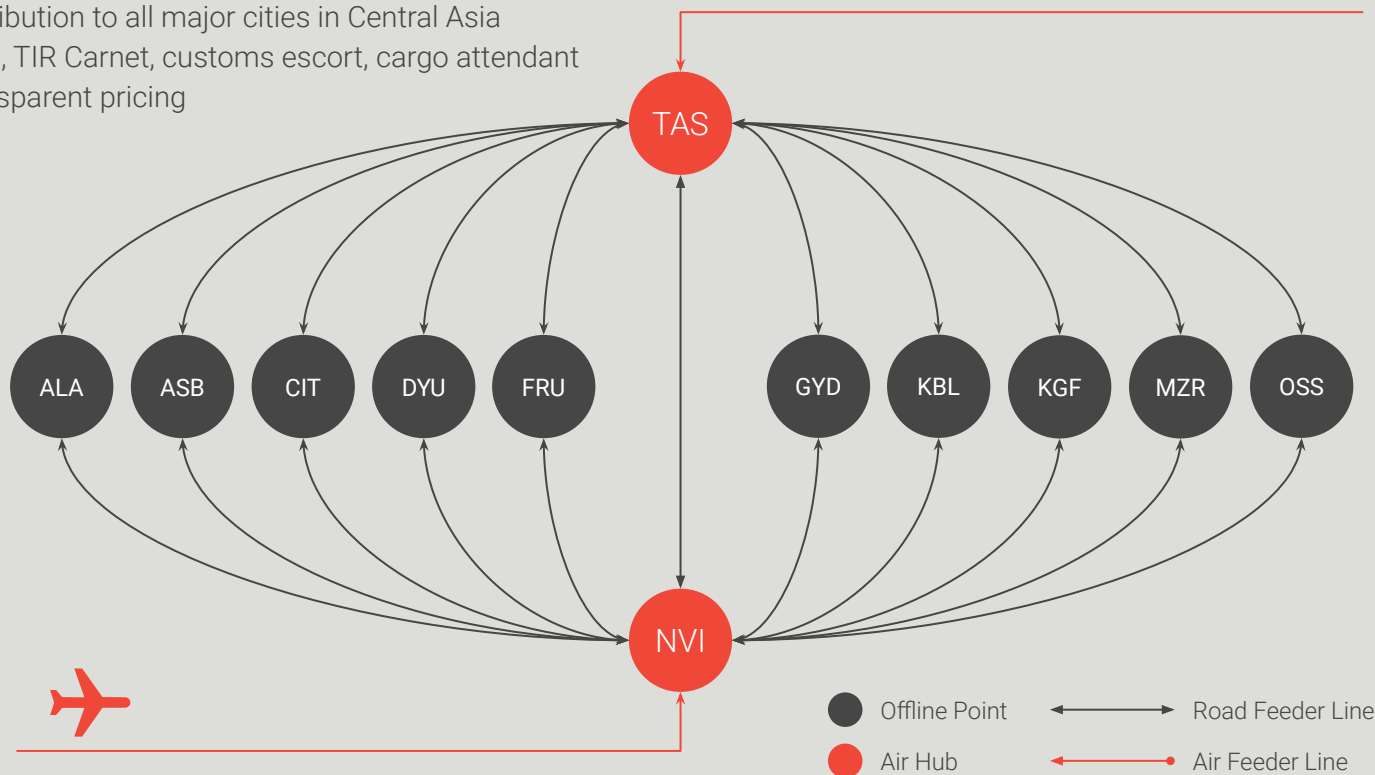 ibution to all major cities in Central Asia
, TIR Carnet, customs escort, cargo attendant
sparent pricing
TAS
ALA ASB CIT DYU FRU GYD KBL KGF MZR OSS
NVI
Offline Point Road Feeder Line
Air Hub Air Feeder Line